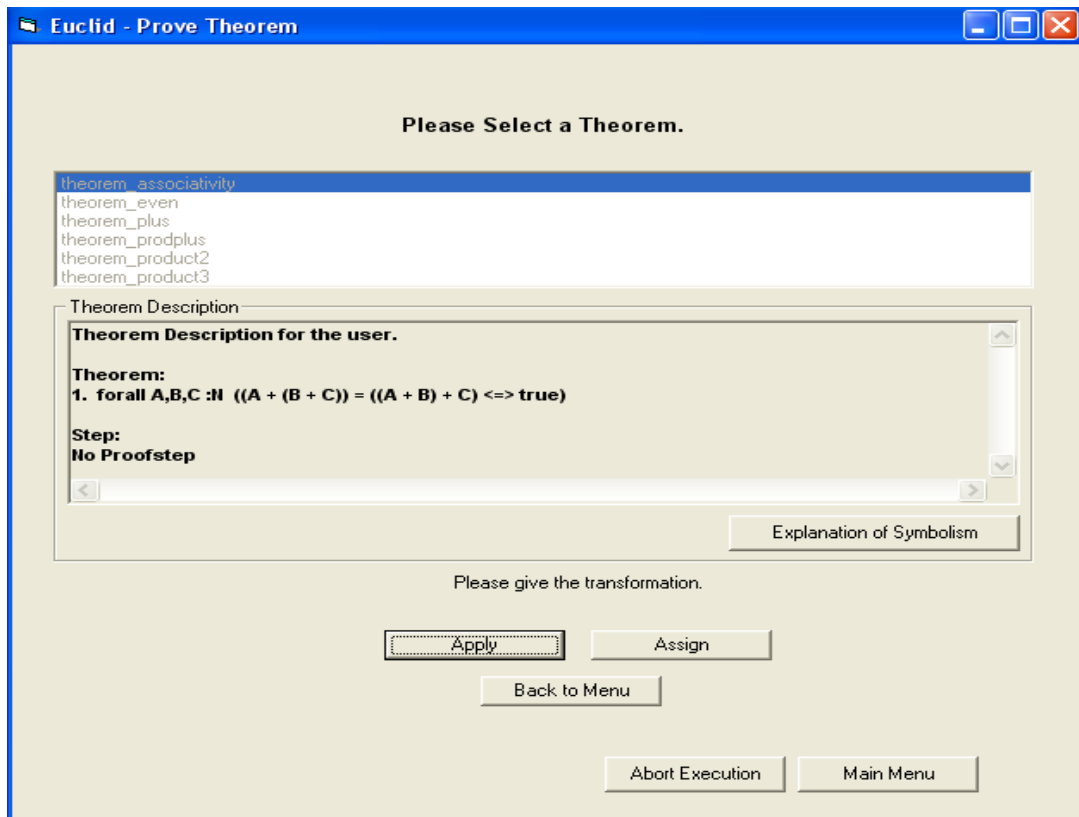 Euclid - Prove Theorem
Please Select a Theorem.
theorem_associativity
theorem_even
theorem_plus
theorem_prodplus
theorem_product2
theorem_product3
Theorem Description
Theorem Description for the user.
Theorem:
1.  forall A,B,C :N  ((A + (B + C)) = ((A + B) + C) <=> true)
Step:
No Proofstep
Explanation of Symbolism
Please give the transformation.
Apply Assign
Back to Menu
Abort Execution Main Menu